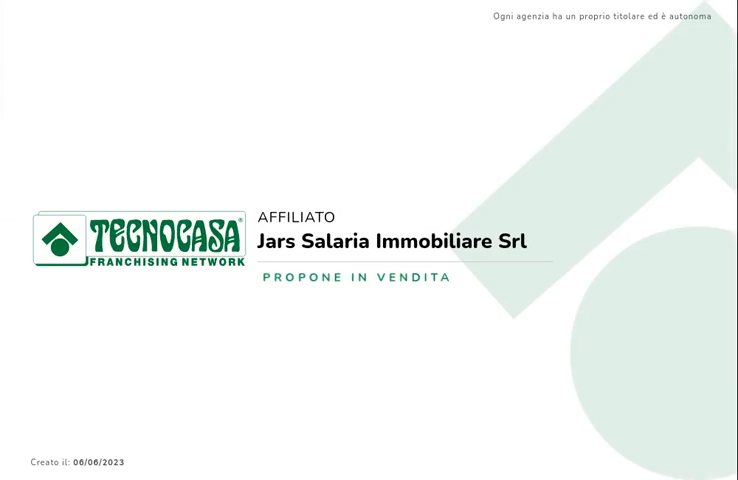 Ogni agenzia ha un proprio titolare ed è autonoma
AFFILIATO
TECNOCASA®
Jars Salaria Immobiliare Srl
FRANCHISING NETWORK
PROPONE IN VENDITA
Creato il: 06/06/2023